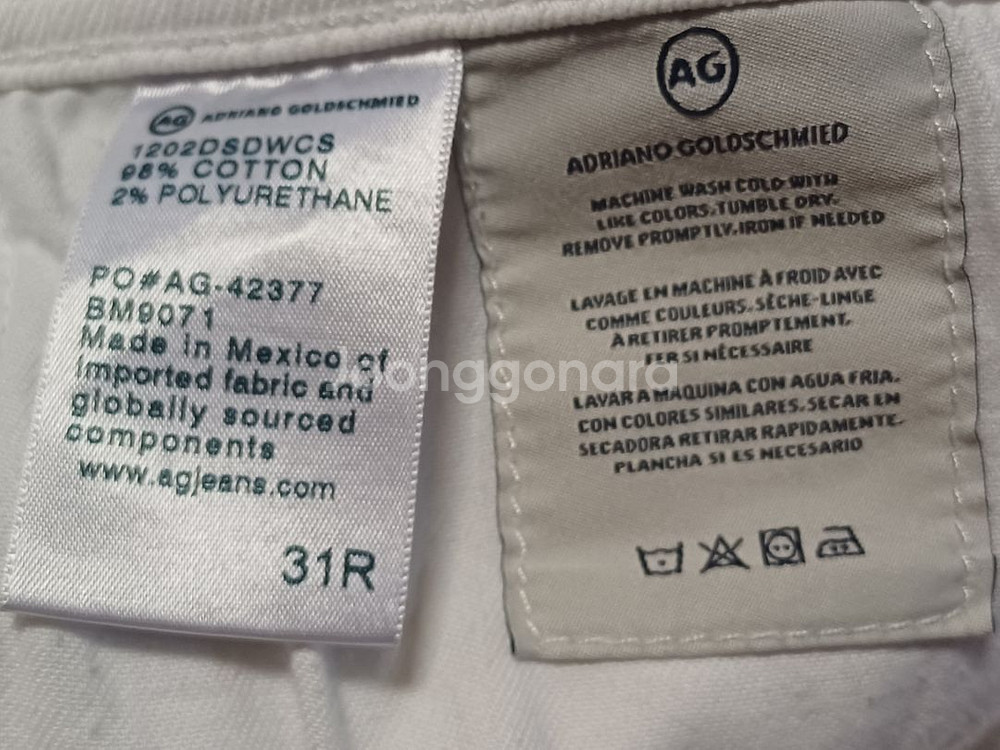 AG ADRIANO GOLDSCHMIED
1202DSDWCS
98% COTTON
2% POLYURETHANE
PO#AG-42377
BM9071
Made in Mexico of
imported fabric and
globally sourced
components
www.agjeans.com
31R
AG
ADRIANO GOLDSCHMIED
MACHINE WASH COLD WITH
LIKE COLORS. TUMBLE DRY.
REMOVE PROMPTLY. IRON IF NEEDED
LAVAGE EN MACHINE À FROID AVEC
COMME COULEURS. SÈCHE-LINGE
À RETIRER PROMPTEMENT.
FER SI NÉCESSAIRE
LAVAR A MAQUINA CON AGUA FRIA.
CON COLORES SIMILARES. SECAR EN
SECADORA RETIRAR RAPIDAMENTE.
PLANCHA SI ES NECESARIO
joonggonara